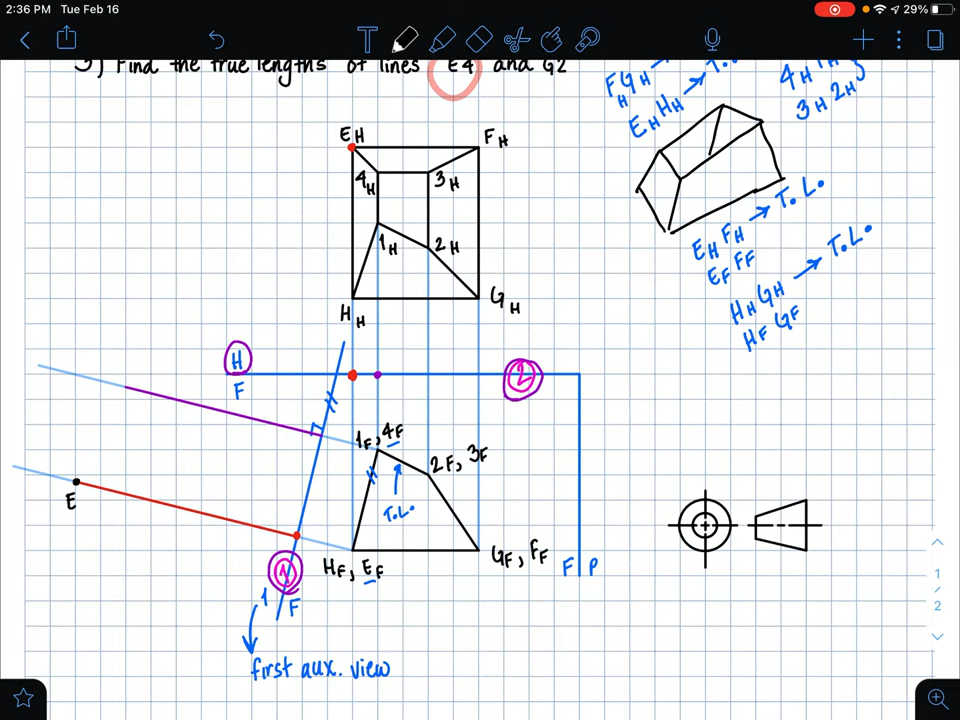 2:36 PM Tue Feb 16
29%
3) Find the true lengths of lines E4 and G2
FH GH →
EH HH → T.L.
4H 1H }
3H 2H
EH
FH
4H
3H
1H
2H
HH
GH
EH FH → T.L.
EF FF
HH GH → T.L.
HF GF
H
F
2
1F, 4F
2F, 3F
T.L.
E
HF, EF
GF, FF
F P
1
1
F
first aux. view
1
/
2